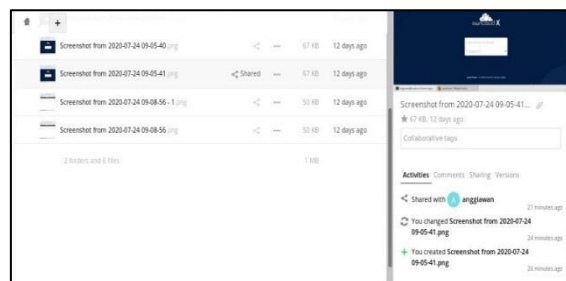 +
Screenshot from 2020-07-24 09-05-40.png 67 KB 12 days ago
Screenshot from 2020-07-24 09-05-41.png Shared 67 KB 12 days ago
Screenshot from 2020-07-24 09-08-56 - 1.png 50 KB 12 days ago
Screenshot from 2020-07-24 09-08-56.png 50 KB 12 days ago
2 folders and 6 files 1 MB
X
Screenshot from 2020-07-24 09-05-41...
67 KB, 12 days ago
Collaborative tags
Activities Comments Sharing Versions
Shared with A anggiawan
21 minutes ago
You changed Screenshot from 2020-07-24
09-05-41.png
24 minutes ago
You created Screenshot from 2020-07-24
09-05-41.png
26 minutes ago